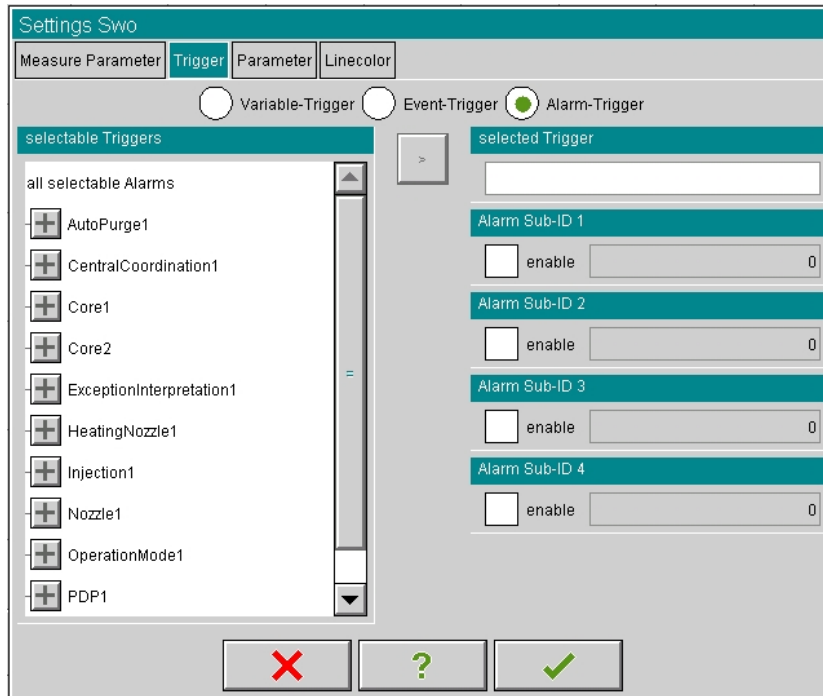 Settings Swo
Measure Parameter Trigger Parameter Linecolor
Variable-Trigger Event-Trigger Alarm-Trigger
selectable Triggers
all selectable Alarms
AutoPurge1
CentralCoordination1
Core1
Core2
ExceptionInterpretation1
HeatingNozzle1
Injection1
Nozzle1
OperationMode1
PDP1
>
selected Trigger
Alarm Sub-ID 1
enable 0
Alarm Sub-ID 2
enable 0
Alarm Sub-ID 3
enable 0
Alarm Sub-ID 4
enable 0
?